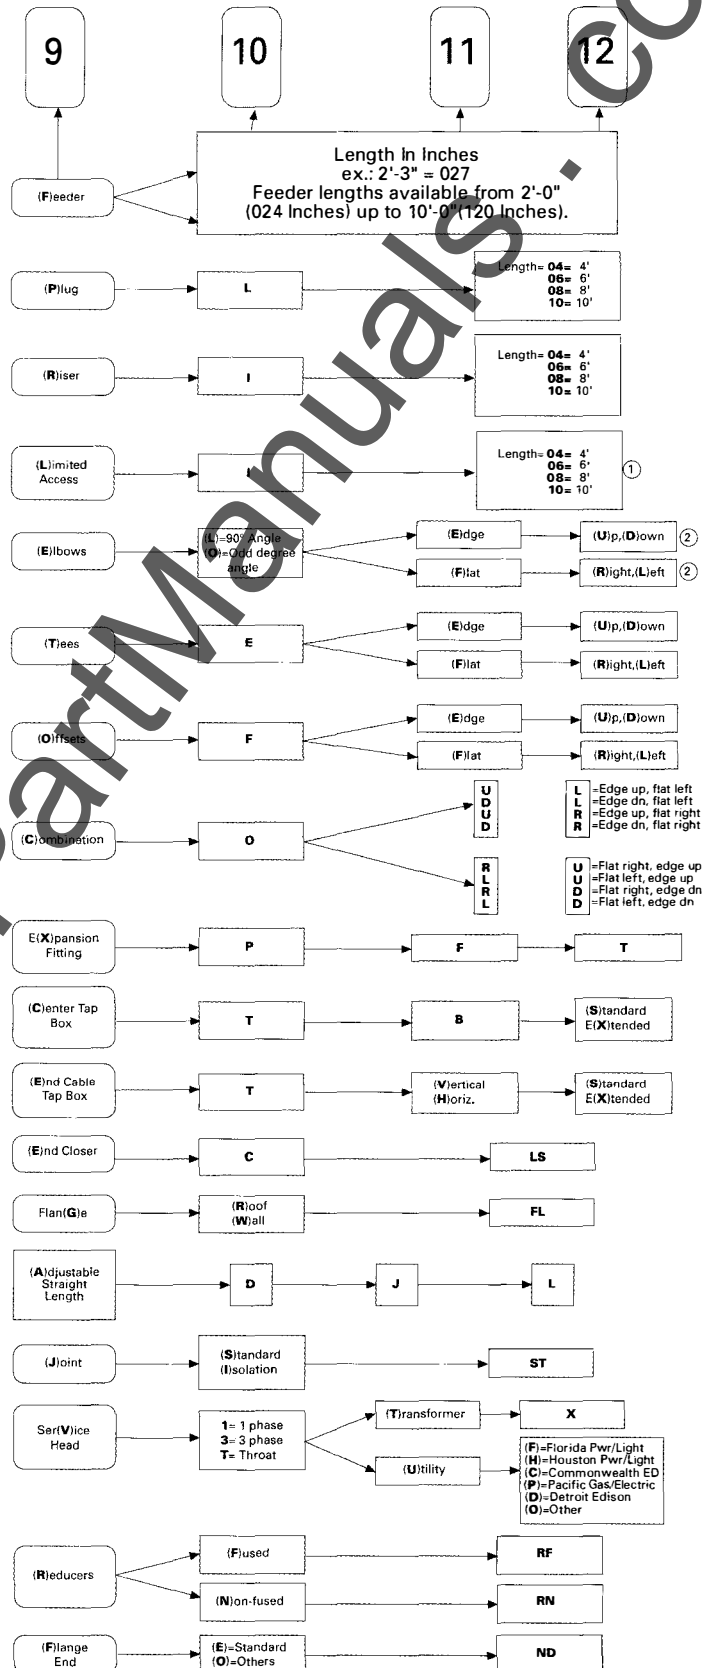 9 10 11 12
(F)eeder
Length In Inches
ex.: 2'-3" = 027
Feeder lengths available from 2'-0"
(024 Inches) up to 10'-0"(120 Inches).
(P)lug L
Length= 04= 4'
06= 6'
08= 8'
10= 10'
(R)iser I
Length= 04= 4'
06= 6'
08= 8'
10= 10'
(L)imited
Access
Length= 04= 4'
06= 6'
08= 8'
10= 10'
1
(E)lbows
(L)=90° Angle
(O)=Odd degree
angle
(E)dge (U)p,(D)own 2
(F)lat (R)ight,(L)eft 2
(T)ees E
(E)dge (U)p,(D)own
(F)lat (R)ight,(L)eft
(O)ffsets F
(E)dge (U)p,(D)own
(F)lat (R)ight,(L)eft
(C)ombination O
U L =Edge up, flat left
D L =Edge dn, flat left
U R =Edge up, flat right
D R =Edge dn, flat right
R U =Flat right, edge up
L U =Flat left, edge up
R D =Flat right, edge dn
L D =Flat left, edge dn
E(X)pansion
Fitting
P F T
(C)enter Tap
Box
T B
(S)tandard
E(X)tended
(E)nd Cable
Tap Box
T
(V)ertical
(H)oriz.
(S)tandard
E(X)tended
(E)nd Closer C LS
Flan(G)e
(R)oof
(W)all
FL
(A)djustable
Straight
Length
D J L
(J)oint
(S)tandard
(I)solation
ST
Ser(V)ice
Head
1= 1 phase
3= 3 phase
T= Throat
(T)ransformer X
(U)tility
(F)=Florida Pwr/Light
(H)=Houston Pwr/Light
(C)=Commonwealth ED
(P)=Pacific Gas/Electric
(D)=Detroit Edison
(O)=Other
(R)educers
(F)used RF
(N)on-fused RN
(F)lange
End
(E)=Standard
(O)=Others
ND